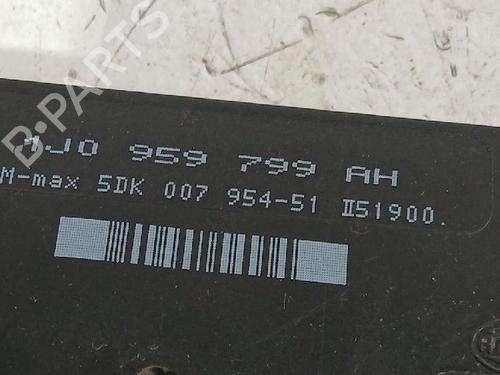 B-PARTS
1J0 959 799 AH
M-max 5DK 007 954-51 II51900.